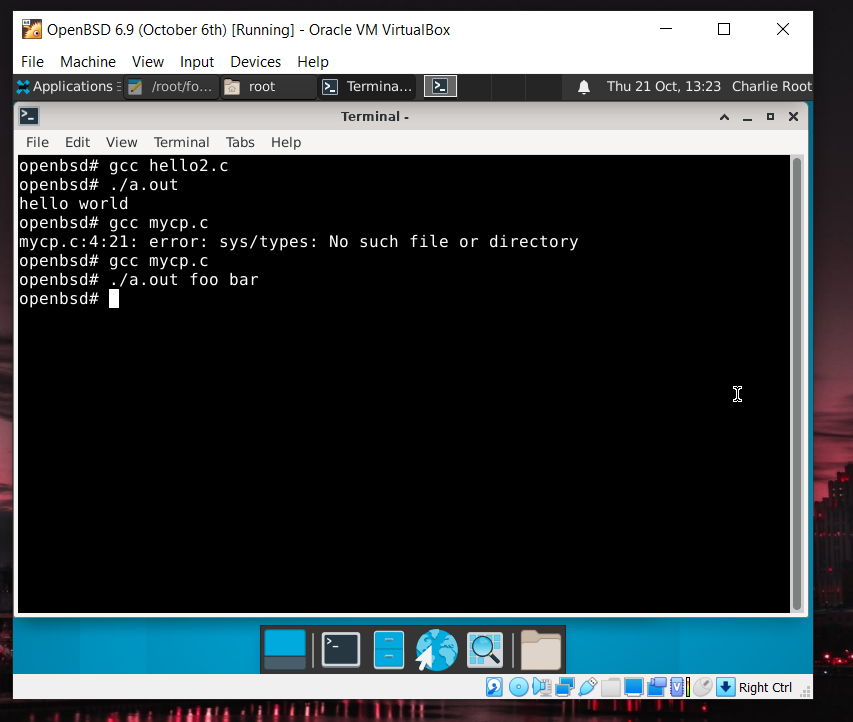 OpenBSD 6.9 (October 6th) [Running] - Oracle VM VirtualBox
File Machine View Input Devices Help
Applications /root/fo... root Termina... Thu 21 Oct, 13:23 Charlie Root
Terminal -
File Edit View Terminal Tabs Help
openbsd# gcc hello2.c
openbsd# ./a.out
hello world
openbsd# gcc mycp.c
mycp.c:4:21: error: sys/types: No such file or directory
openbsd# gcc mycp.c
openbsd# ./a.out foo bar
openbsd#
Right Ctrl